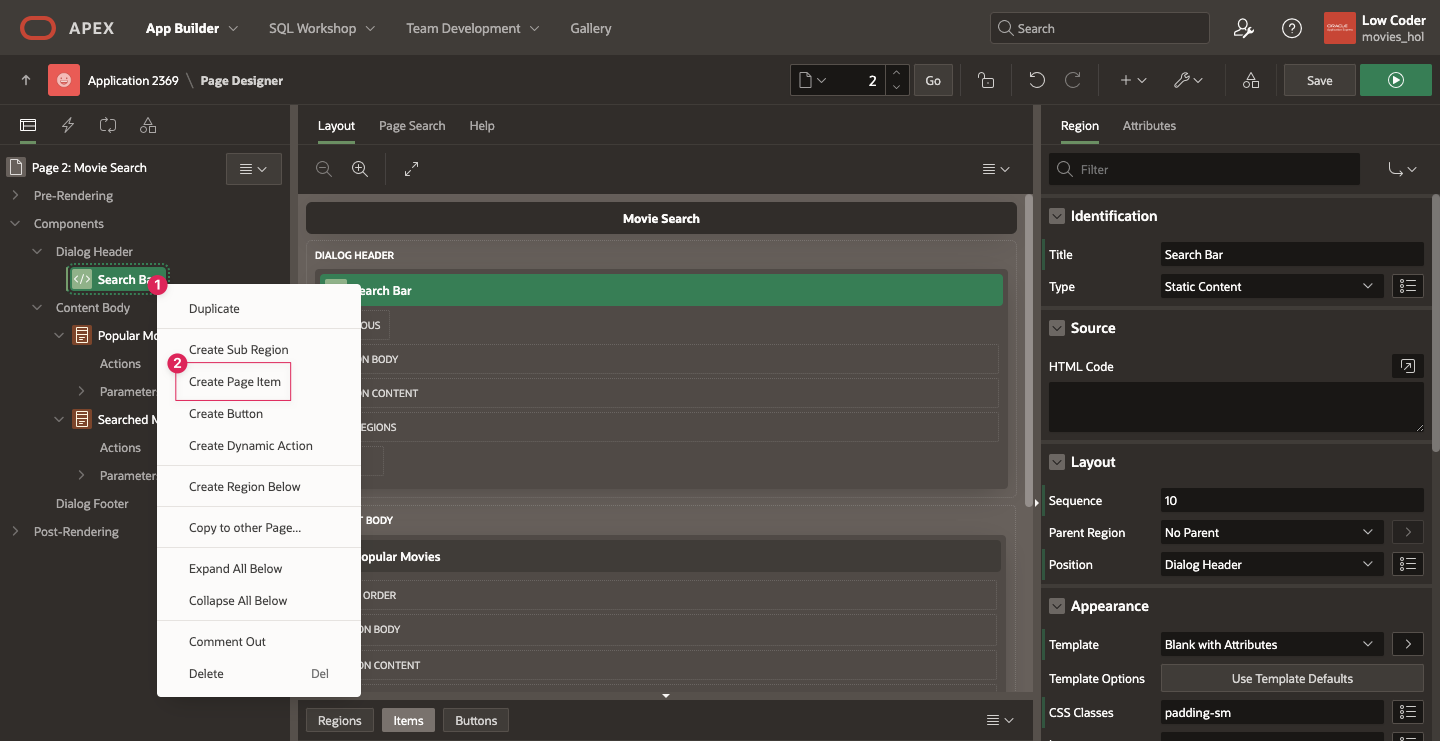 APEX
App Builder
SQL Workshop
Team Development
Gallery
Search
Low Coder
movies_hol
Application 2369 \ Page Designer
2
Go
Save
Page 2: Movie Search
Pre-Rendering
Components
Dialog Header
Search Ba
1
Content Body
Popular Mo
Actions
Parameter
Searched M
Actions
Parameter
Dialog Footer
Post-Rendering
Duplicate
Create Sub Region
2
Create Page Item
Create Button
Create Dynamic Action
Create Region Below
Copy to other Page...
Expand All Below
Collapse All Below
Comment Out
Delete Del
Layout
Page Search
Help
Movie Search
DIALOG HEADER
earch Bar
OUS
ON BODY
ON CONTENT
REGIONS
T BODY
opular Movies
ORDER
ON BODY
ON CONTENT
Regions
Items
Buttons
Region
Attributes
Filter
Identification
Title Search Bar
Type Static Content
Source
HTML Code
Layout
Sequence 10
Parent Region No Parent
Position Dialog Header
Appearance
Template Blank with Attributes
Template Options Use Template Defaults
CSS Classes padding-sm